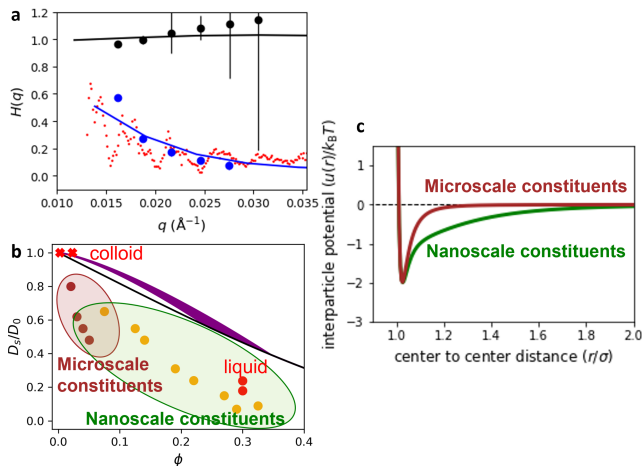 a
1.2
1.0
0.8
0.6
0.4
0.2
0.0
H(q)
0.010
0.015
0.020
0.025
0.030
0.035
q (Å⁻¹)
b
1.0
0.8
0.6
0.4
0.2
0.0
Ds/D0
colloid
Microscale
constituents
liquid
Nanoscale constituents
0.0
0.1
0.2
0.3
0.4
ϕ
c
interparticle potential (u(r)/kBT)
1
0
−1
−2
−3
Microscale constituents
Nanoscale constituents
1.0
1.2
1.4
1.6
1.8
2.0
center to center distance (r/σ)